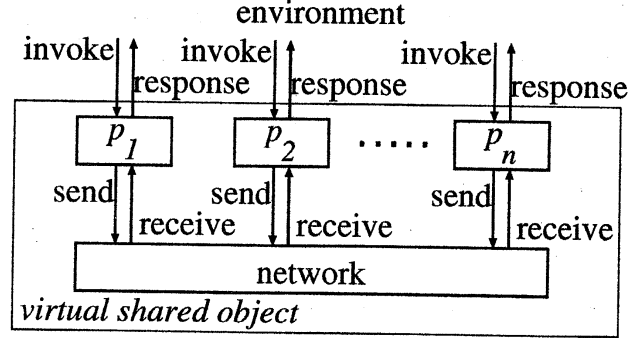 environment
invoke invoke invoke
response response response
p1 p2 ..... pn
send send send
receive receive receive
network
virtual shared object